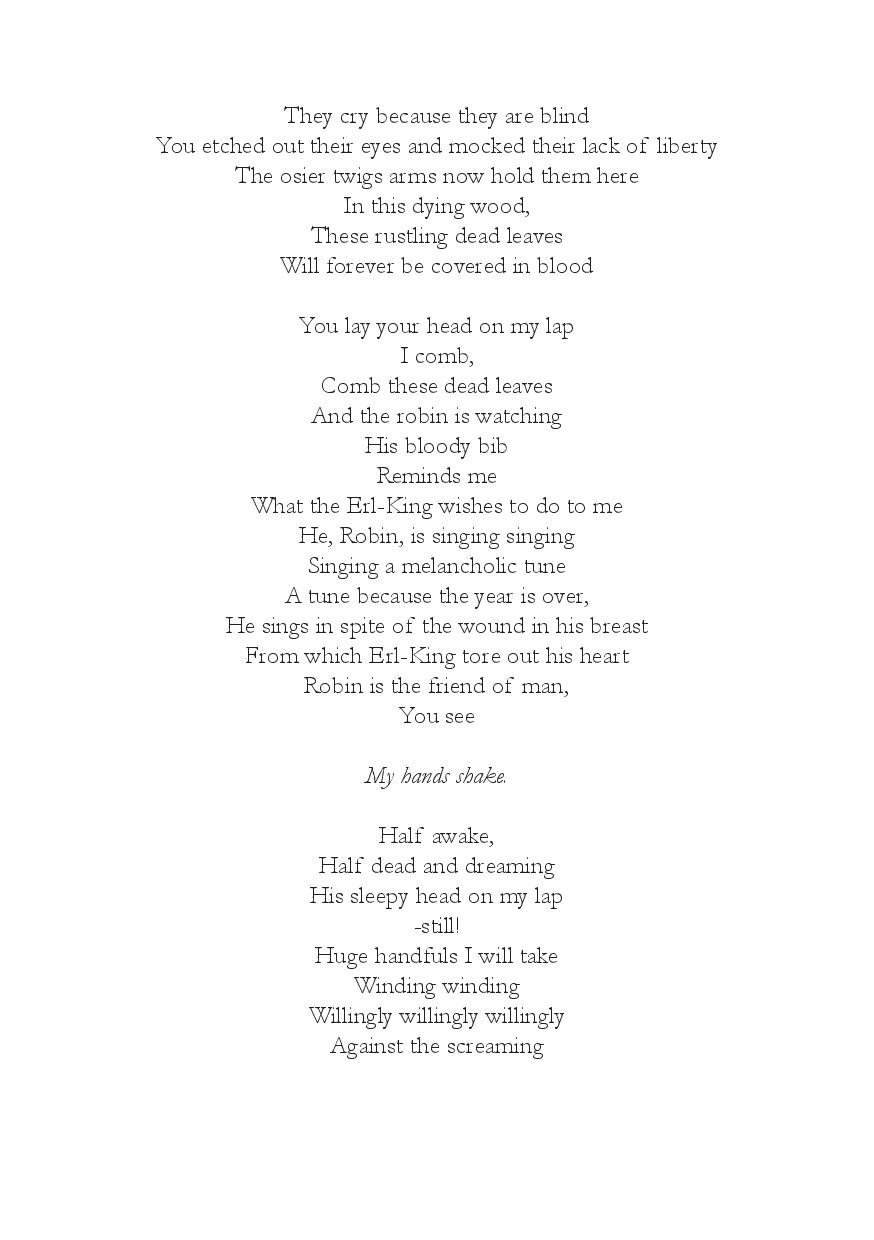 They cry because they are blind
You etched out their eyes and mocked their lack of liberty
The osier twigs arms now hold them here
In this dying wood,
These rustling dead leaves
Will forever be covered in blood
You lay your head on my lap
I comb,
Comb these dead leaves
And the robin is watching
His bloody bib
Reminds me
What the Erl-King wishes to do to me
He, Robin, is singing singing
Singing a melancholic tune
A tune because the year is over,
He sings in spite of the wound in his breast
From which Erl-King tore out his heart
Robin is the friend of man,
You see
My hands shake.
Half awake,
Half dead and dreaming
His sleepy head on my lap
-still!
Huge handfuls I will take
Winding winding
Willingly willingly willingly
Against the screaming